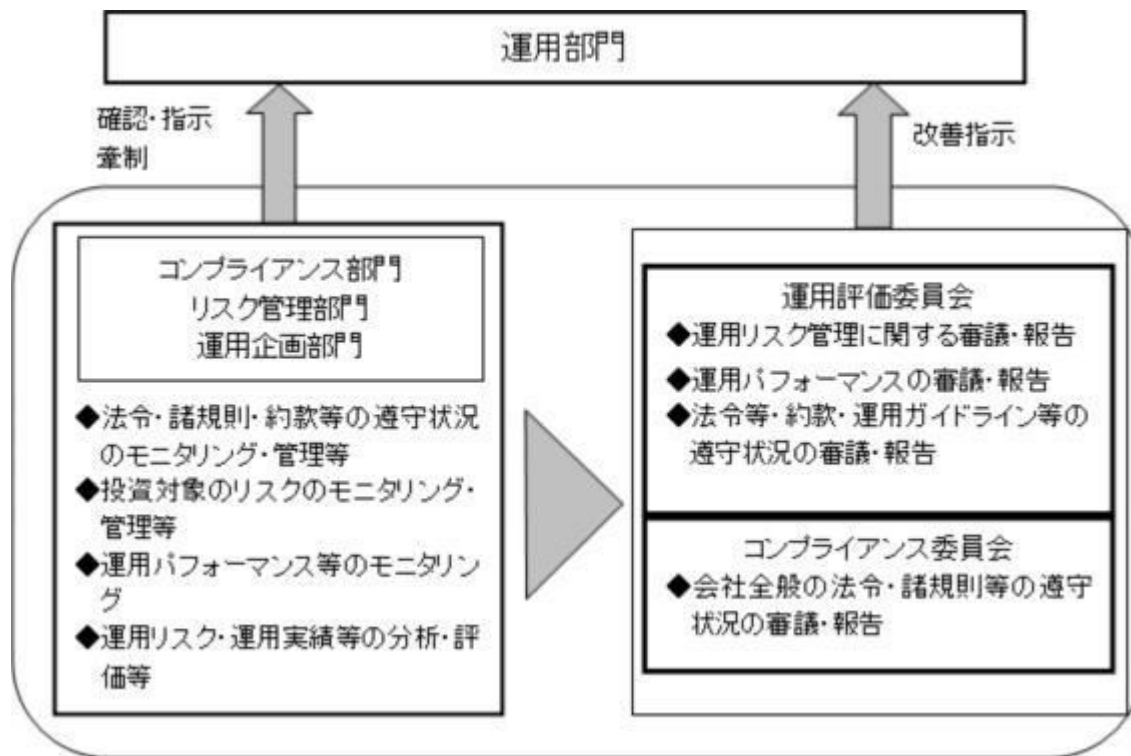 運用部門
確認・指示
牽制
改善指示
コンプライアンス部門
リスク管理部門
運用企画部門
◆法令・諸規則・約款等の遵守状況
のモニタリング・管理等
◆投資対象のリスクのモニタリング・
管理等
◆運用パフォーマンス等のモニタリン
グ
◆運用リスク・運用実績等の分析・評
価等
運用評価委員会
◆運用リスク管理に関する審議・報告
◆運用パフォーマンスの審議・報告
◆法令等・約款・運用ガイドライン等の
遵守状況の審議・報告
コンプライアンス委員会
◆会社全般の法令・諸規則等の遵守
状況の審議・報告